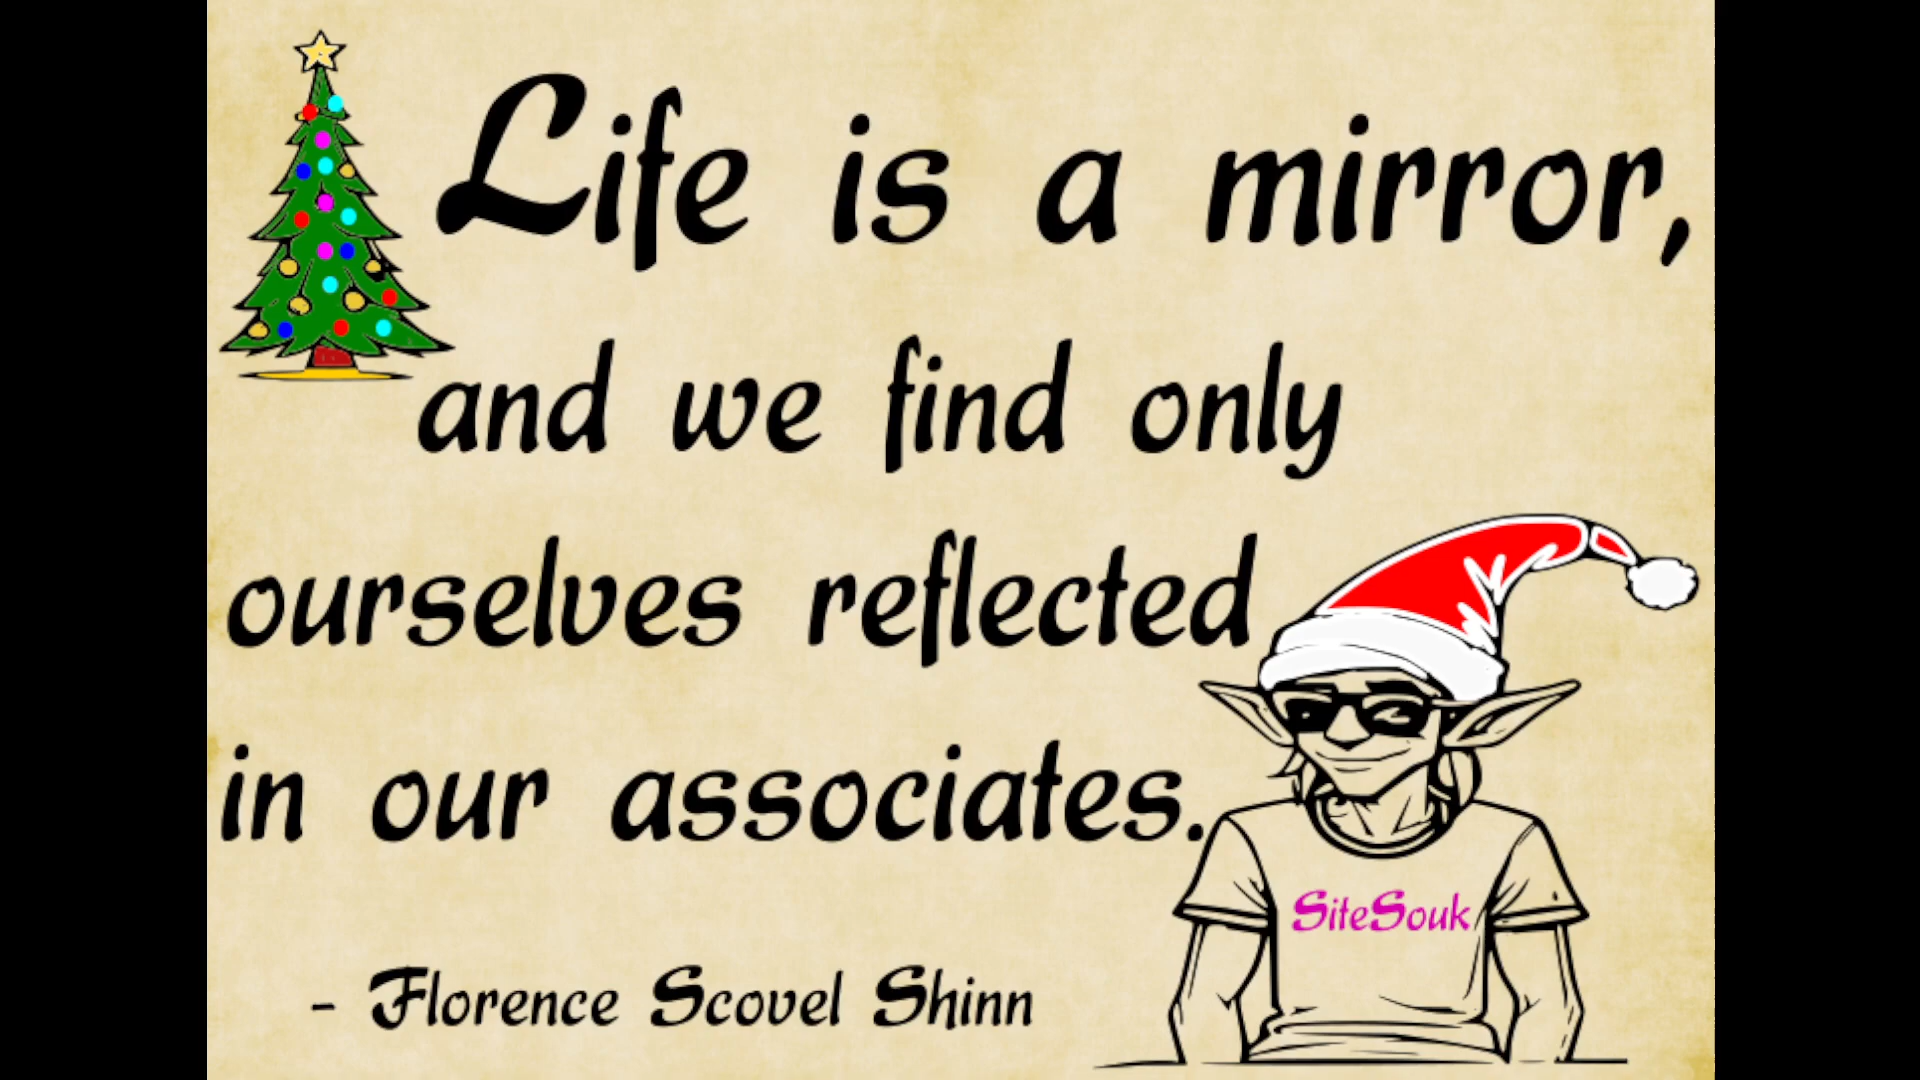 Life is a mirror,
and we find only
ourselves reflected
in our associates.
SiteSouk
- Florence Scovel Shinn